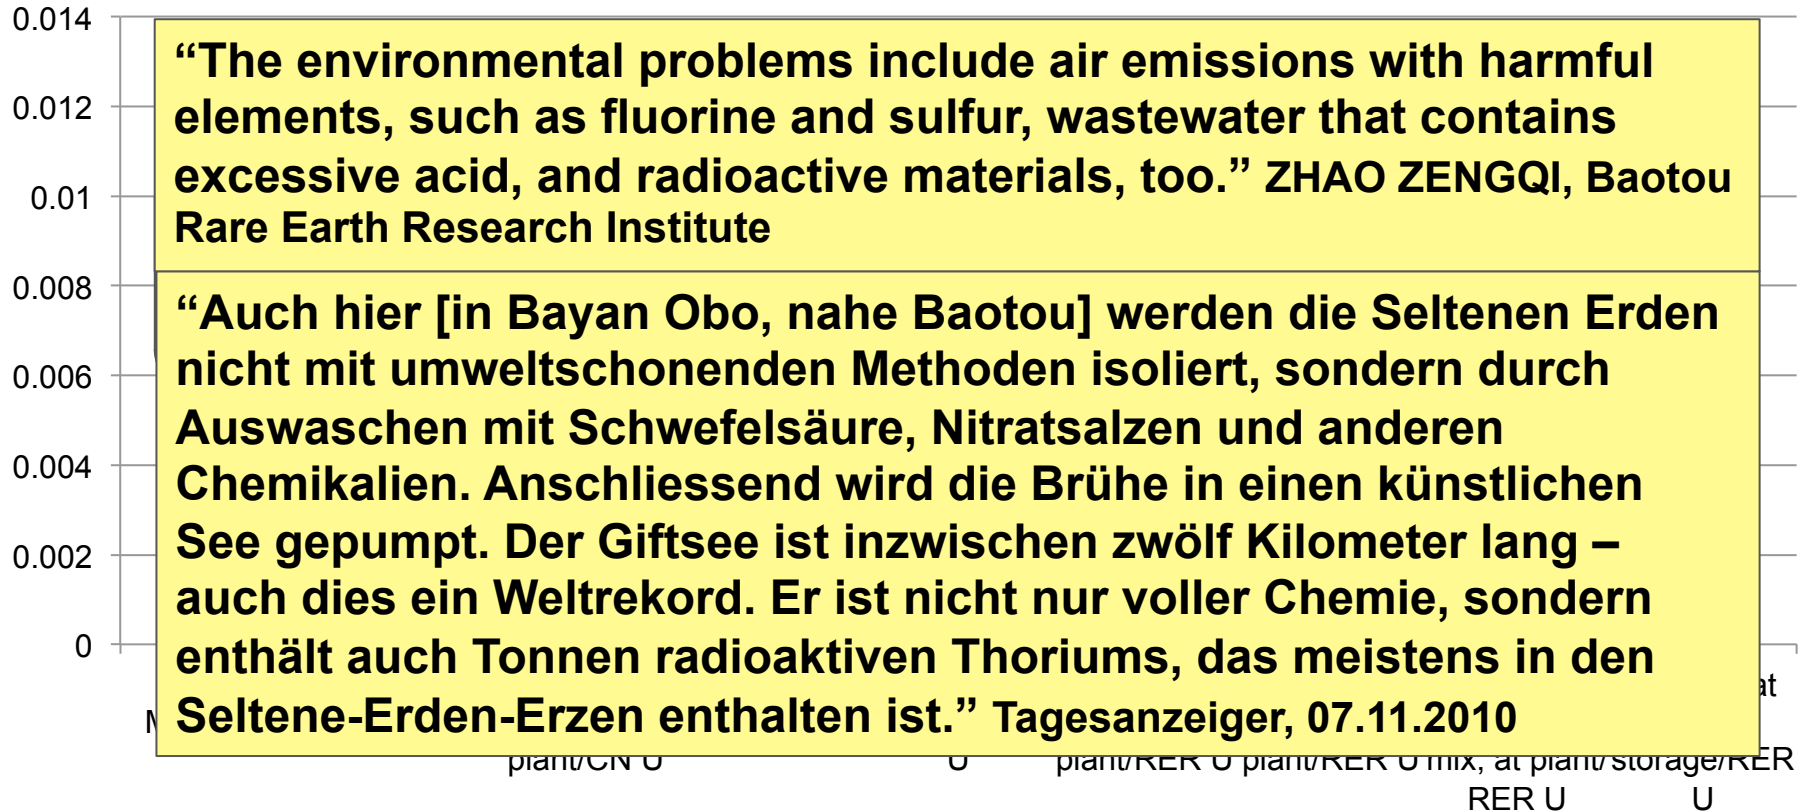 0.014
0.012
0.01
0.008
0.006
0.004
0.002
0
“The environmental problems include air emissions with harmful
elements, such as fluorine and sulfur, wastewater that contains
excessive acid, and radioactive materials, too.” ZHAO ZENGQI, Baotou
Rare Earth Research Institute
“Auch hier [in Bayan Obo, nahe Baotou] werden die Seltenen Erden
nicht mit umweltschonenden Methoden isoliert, sondern durch
Auswaschen mit Schwefelsäure, Nitratsalzen und anderen
Chemikalien. Anschliessend wird die Brühe in einen künstlichen
See gepumpt. Der Giftsee ist inzwischen zwölf Kilometer lang –
auch dies ein Weltrekord. Er ist nicht nur voller Chemie, sondern
enthält auch Tonnen radioaktiven Thoriums, das meistens in den
Seltene-Erden-Erzen enthalten ist.” Tagesanzeiger, 07.11.2010
at
plant/CN U U plant/RER U plant/RER U mix, at plant/ storage/RER
RER U U